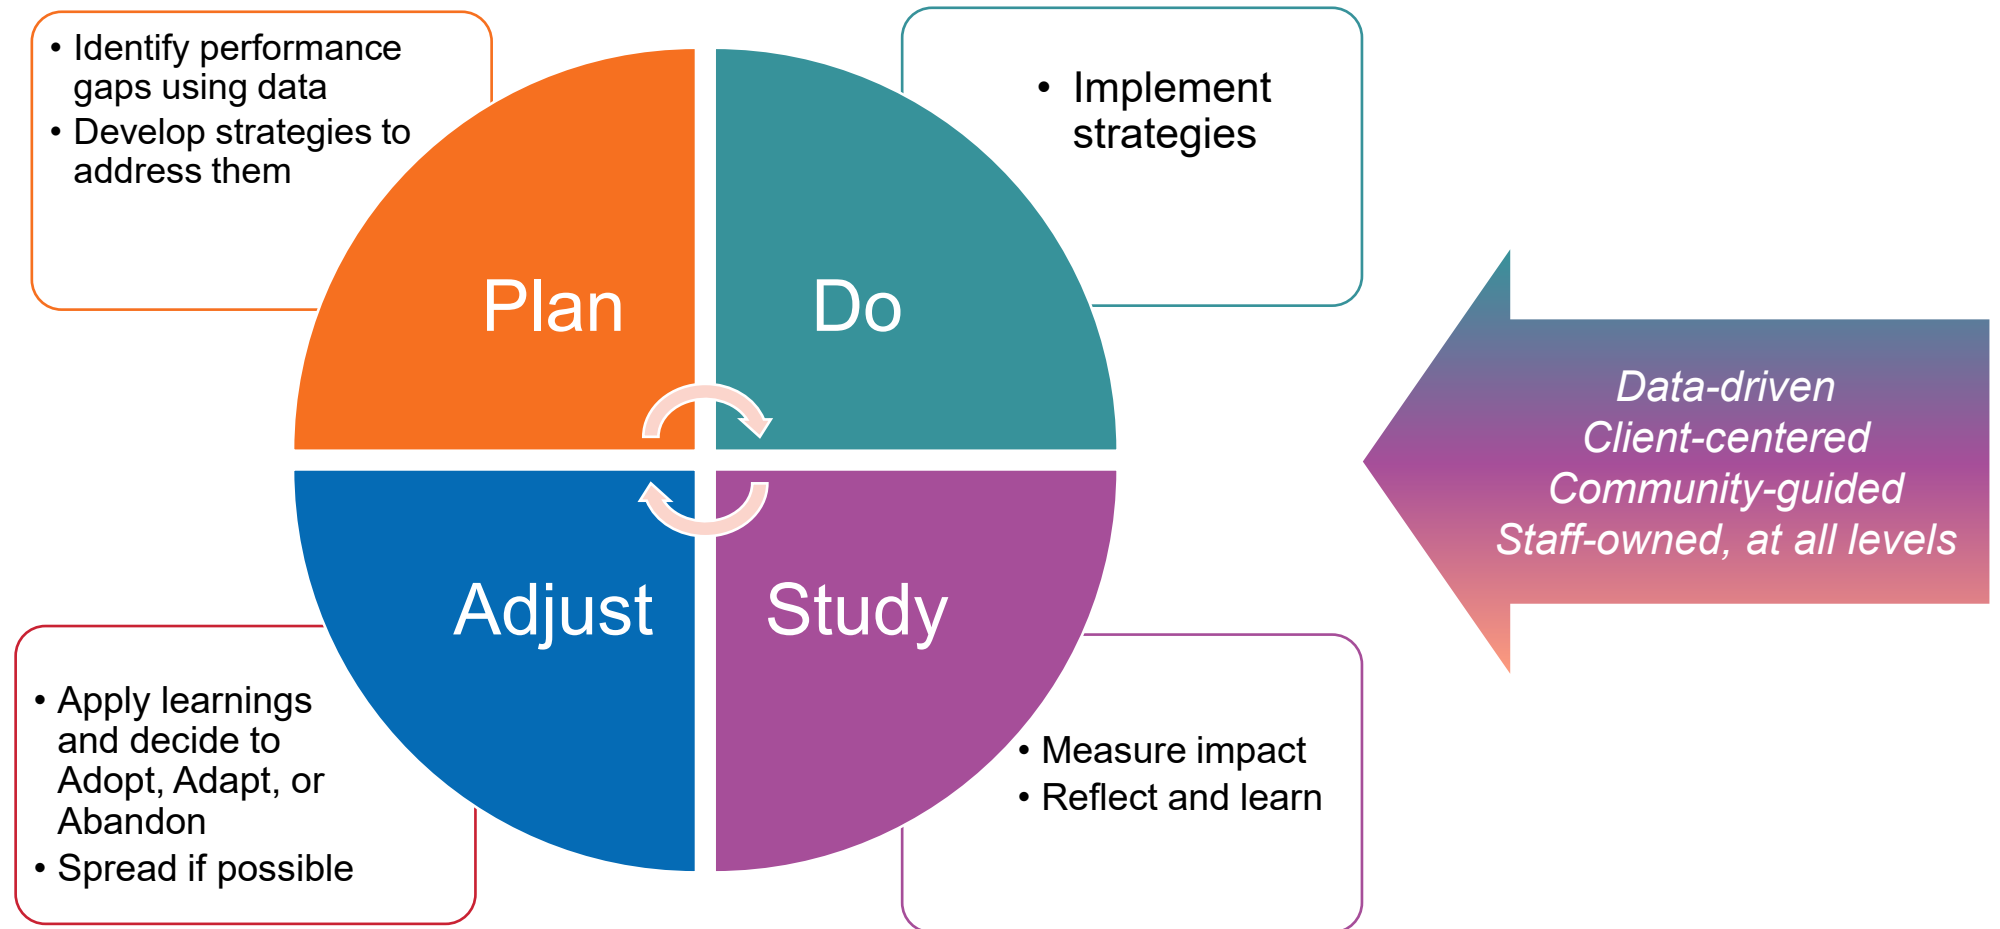 • Identify performance
gaps using data
• Develop strategies to
address them
Plan
Do
• Implement
strategies
Data-driven
Client-centered
Community-guided
Staff-owned, at all levels
Adjust
Study
• Apply learnings
and decide to
Adopt, Adapt, or
Abandon
• Spread if possible
• Measure impact
• Reflect and learn